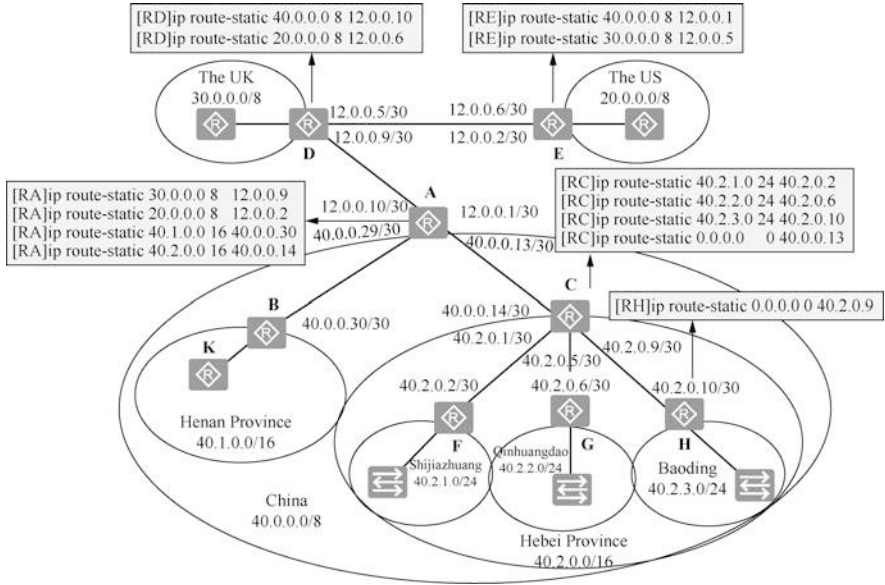 [RD]ip route-static 40.0.0.0 8 12.0.0.10
[RD]ip route-static 20.0.0.0 8 12.0.0.6
[RE]ip route-static 40.0.0.0 8 12.0.0.1
[RE]ip route-static 30.0.0.0 8 12.0.0.5
The UK
30.0.0.0/8
The US
20.0.0.0/8
12.0.0.5/30
12.0.0.6/30
R
R
R
R
D
12.0.0.9/30
12.0.0.2/30
E
[RA]ip route-static 30.0.0.0 8 12.0.0.9
[RA]ip route-static 20.0.0.0 8 12.0.0.2
[RA]ip route-static 40.1.0.0 16 40.0.0.30
[RA]ip route-static 40.2.0.0 16 40.0.0.14
A
12.0.0.10/30
R
12.0.0.1/30
40.0.0.29/30
40.0.0.13/30
[RC]ip route-static 40.2.1.0 24 40.2.0.2
[RC]ip route-static 40.2.2.0 24 40.2.0.6
[RC]ip route-static 40.2.3.0 24 40.2.0.10
[RC]ip route-static 0.0.0.0 0 40.0.0.13
C
[RH]ip route-static 0.0.0.0 0 40.2.0.9
B
R
40.0.0.30/30
40.0.0.14/30
R
40.2.0.1/30
40.2.0.5/30
40.2.0.9/30
K
R
40.2.0.2/30
40.2.0.6/30
40.2.0.10/30
Henan Province
40.1.0.0/16
R
R
R
F
G
H
Shijiazhuang
40.2.1.0/24
Qinhuangdao
40.2.2.0/24
Baoding
40.2.3.0/24
China
40.0.0.0/8
Hebei Province
40.2.0.0/16